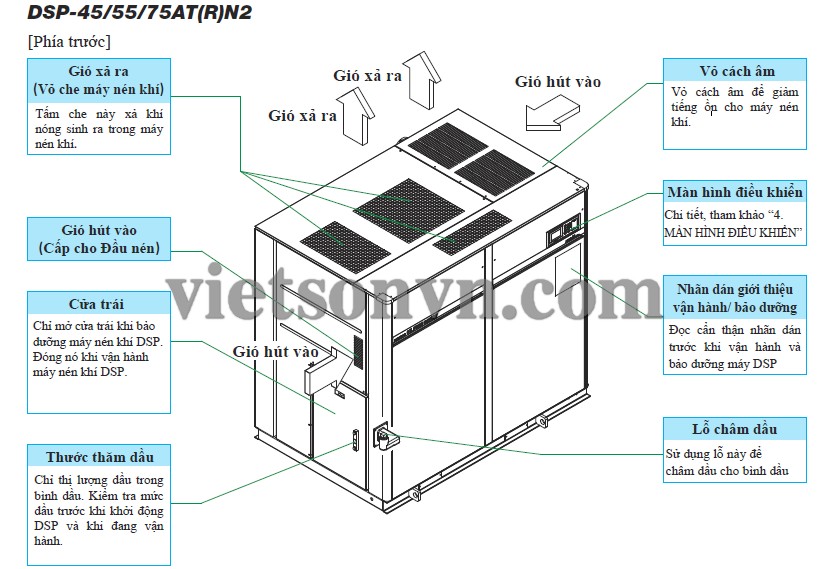 DSP-45/55/75AT(R)N2
[Phía trước]
Gió xả ra
(Vỏ che máy nén khí)
Tấm che này xả khí
nóng sinh ra trong máy
nén khí.
Gió hút vào
(Cấp cho Đầu nén)
Cửa trái
Chỉ mở cửa trái khi bảo
dưỡng máy nén khí DSP.
Đóng nó khi vận hành
máy nén khí DSP.
Thước thăm dầu
Chỉ thị lượng dầu trong
bình dầu. Kiểm tra mức
dầu trước khi khởi động
DSP và khi đang vận
hành.
Gió xả ra
Gió xả ra
Gió hút vào
Gió hút vào
vietsonvn.com
Vỏ cách âm
Vỏ cách âm để giảm
tiếng ồn cho máy nén
khí.
Màn hình điều khiển
Chi tiết, tham khảo “4.
MÀN HÌNH ĐIỀU KHIỂN”
Nhãn dán giới thiệu
vận hành/ bảo dưỡng
Đọc cẩn thận nhãn dán
trước khi vận hành và
bảo dưỡng máy DSP
Lỗ châm dầu
Sử dụng lỗ này để
châm dầu cho bình dầu